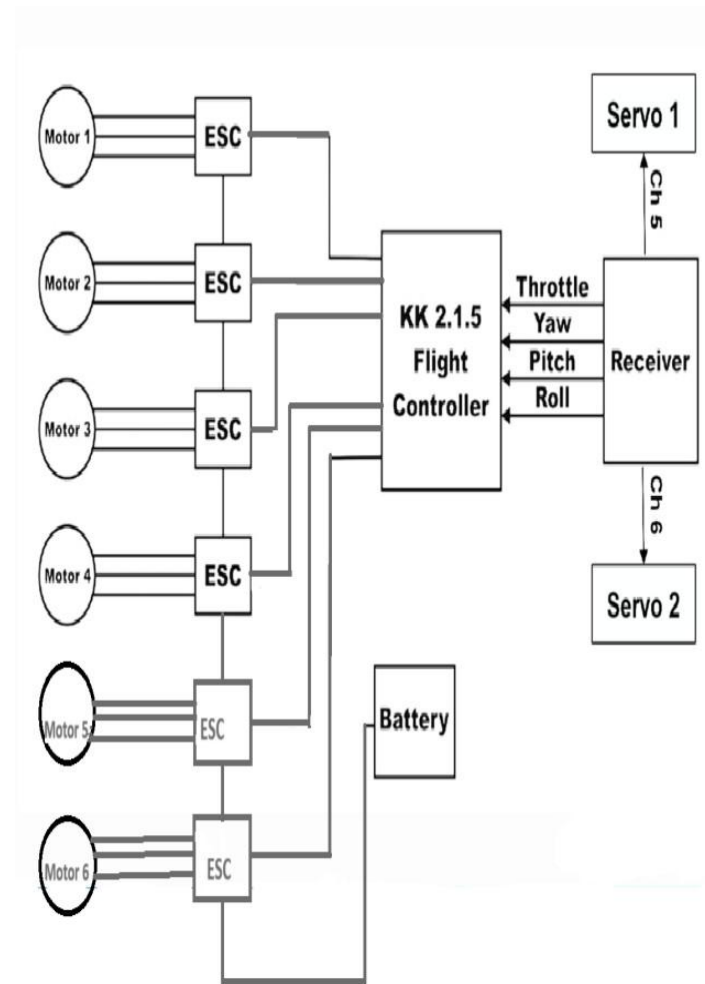 Motor 1
ESC
Servo 1
Ch 5
Motor 2
ESC
KK 2.1.5
Flight
Controller
Throttle
Yaw
Pitch
Roll
Receiver
Motor 3
ESC
Ch 6
Motor 4
ESC
Servo 2
Motor 5
ESC
Battery
Motor 6
ESC